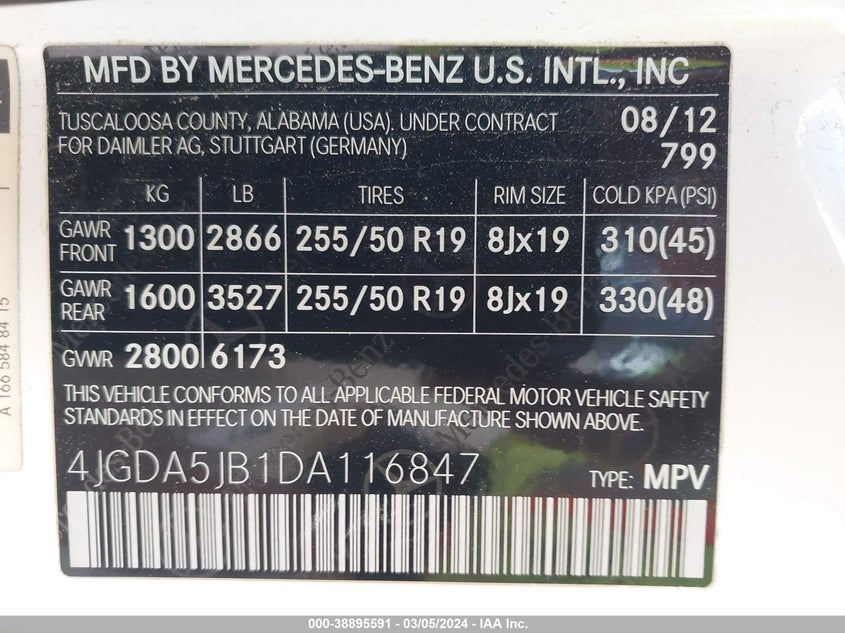 MFD BY MERCEDES-BENZ U.S. INTL., INC
TUSCALOOSA COUNTY, ALABAMA (USA). UNDER CONTRACT
FOR DAIMLER AG, STUTTGART (GERMANY)
08/12
799
KG LB TIRES RIM SIZE COLD KPA (PSI)
GAWR FRONT 1300 2866 255/50 R19 8Jx19 310(45)
GAWR REAR 1600 3527 255/50 R19 8Jx19 330(48)
GVWR 2800 6173
THIS VEHICLE CONFORMS TO ALL APPLICABLE FEDERAL MOTOR VEHICLE SAFETY
STANDARDS IN EFFECT ON THE DATE OF MANUFACTURE SHOWN ABOVE.
4JGDA5JB1DA116847 TYPE: MPV
A 166 584 84 15
000-38895591 - 03/05/2024 - IAA Inc.